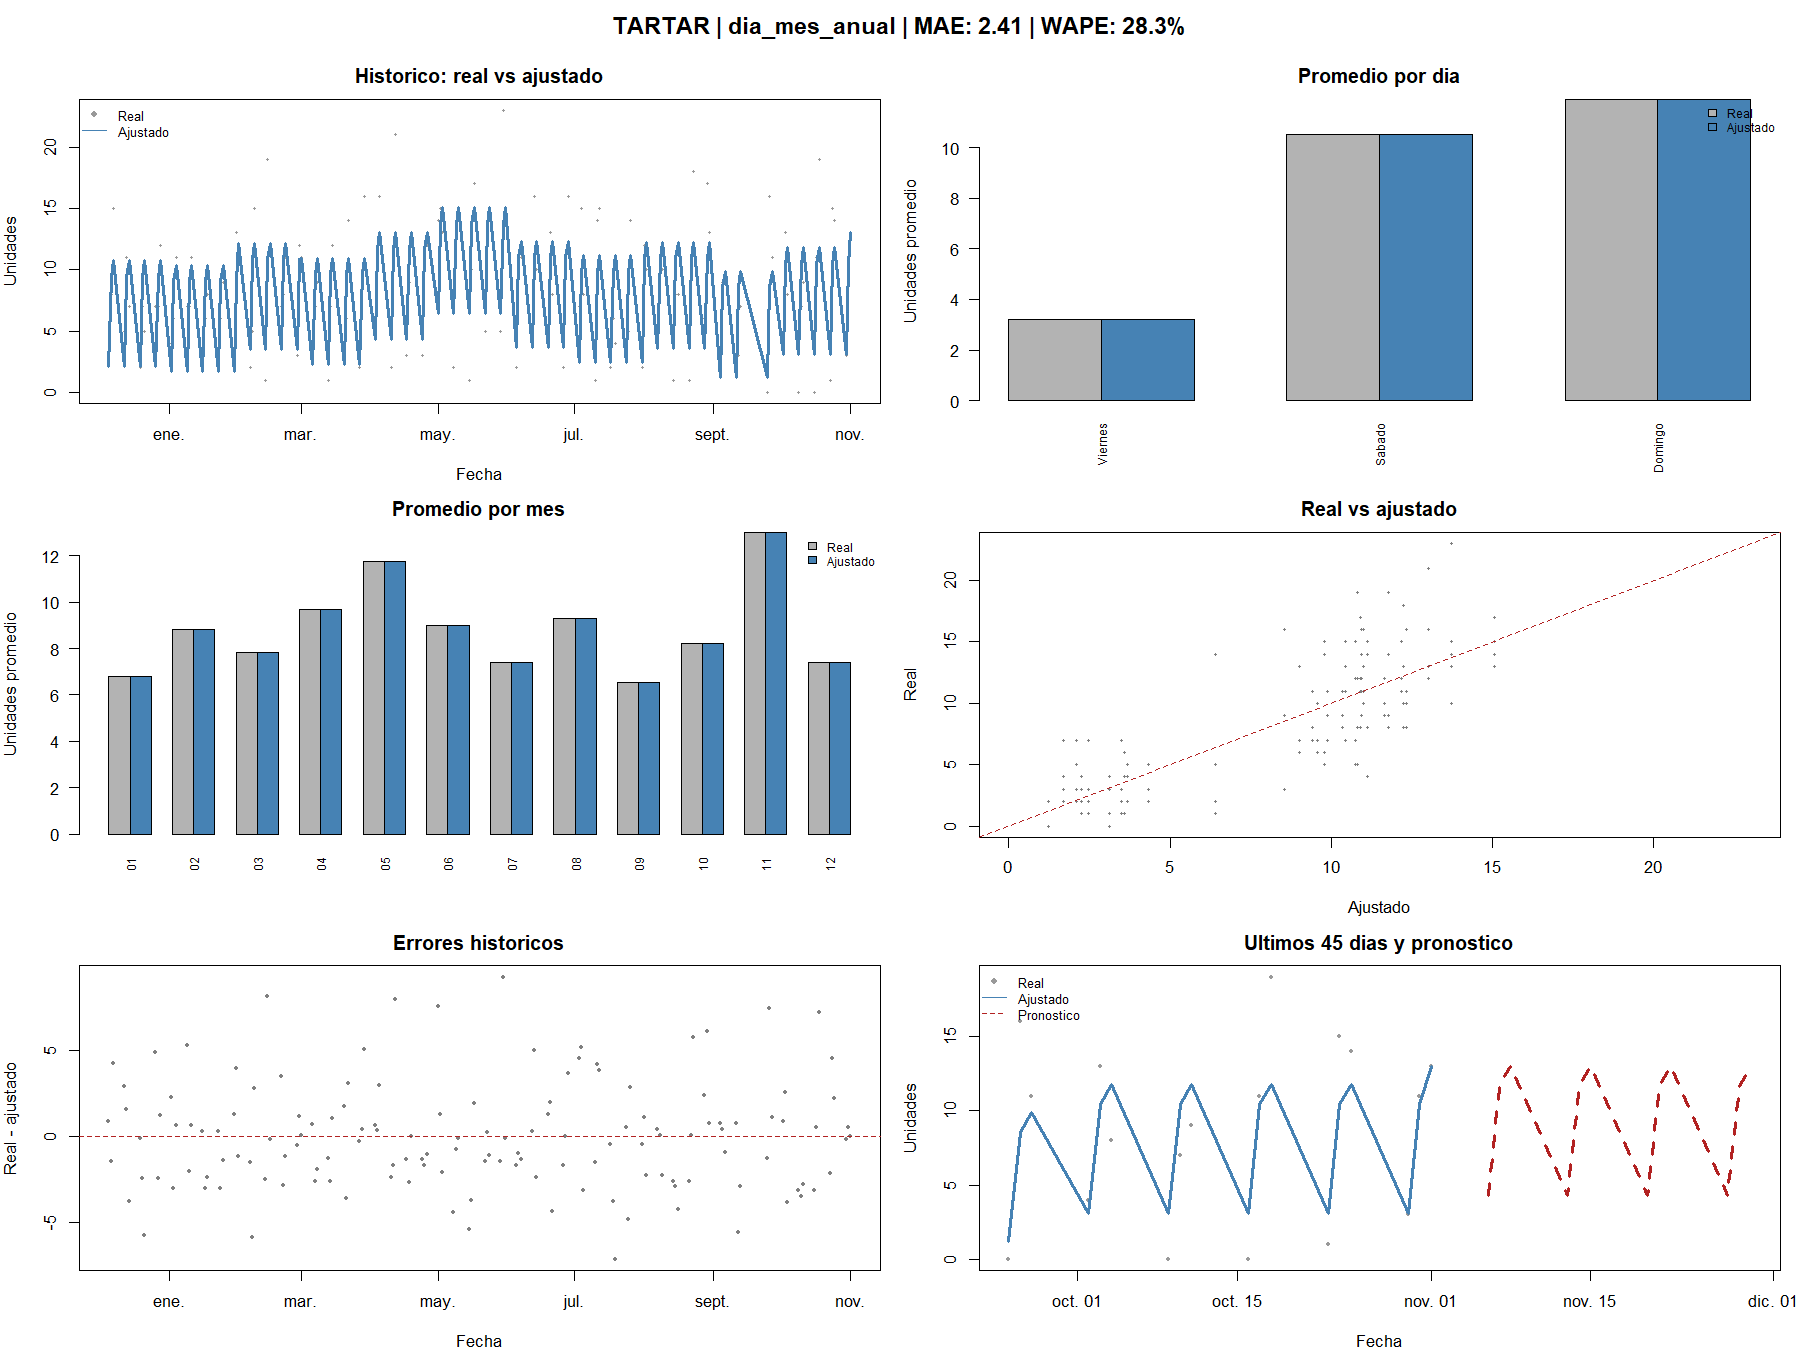 TARTAR | dia_mes_anual | MAE: 2.41 | WAPE: 28.3%
Historico: real vs ajustado
Real
Ajustado
Unidades
0
5
10
15
20
ene.
mar.
may.
jul.
sept.
nov.
Fecha
Promedio por dia
Real
Ajustado
Unidades promedio
0
2
4
6
8
10
Viernes
Sabado
Domingo
Promedio por mes
Real
Ajustado
Unidades promedio
0
2
4
6
8
10
12
01
02
03
04
05
06
07
08
09
10
11
12
Real vs ajustado
Real
0
5
10
15
20
0
5
10
15
20
Ajustado
Errores historicos
Real - ajustado
-5
0
5
ene.
mar.
may.
jul.
sept.
nov.
Fecha
Ultimos 45 dias y pronostico
Real
Ajustado
Pronostico
Unidades
0
5
10
15
oct. 01
oct. 15
nov. 01
nov. 15
dic. 01
Fecha